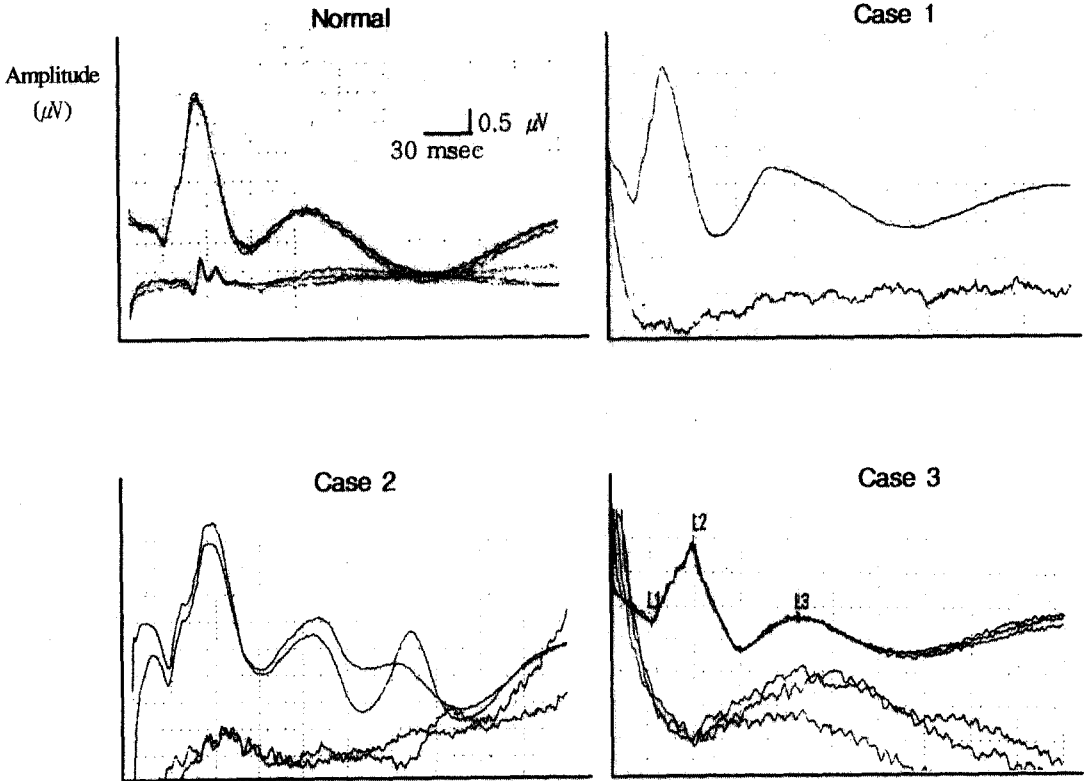 Normal
Case 1
Amplitude
(μV)
0.5 μV
30 msec
Case 2
Case 3
L1
L2
L3